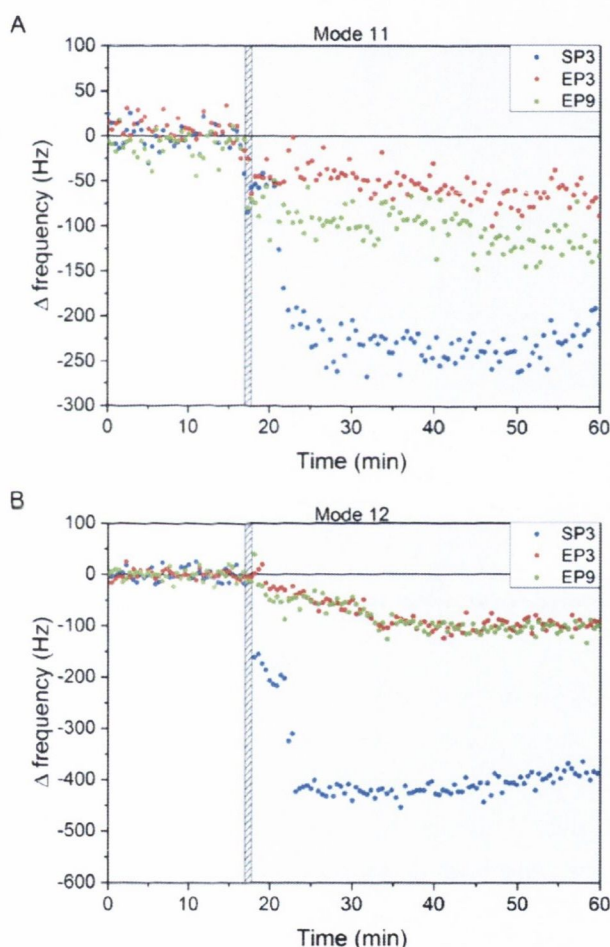 A
Mode 11
SP3
EP3
EP9
100
50
0
-50
-100
-150
-200
-250
-300
Δ frequency (Hz)
0 10 20 30 40 50 60
Time (min)
B
Mode 12
SP3
EP3
EP9
100
0
-100
-200
-300
-400
-500
-600
Δ frequency (Hz)
0 10 20 30 40 50 60
Time (min)